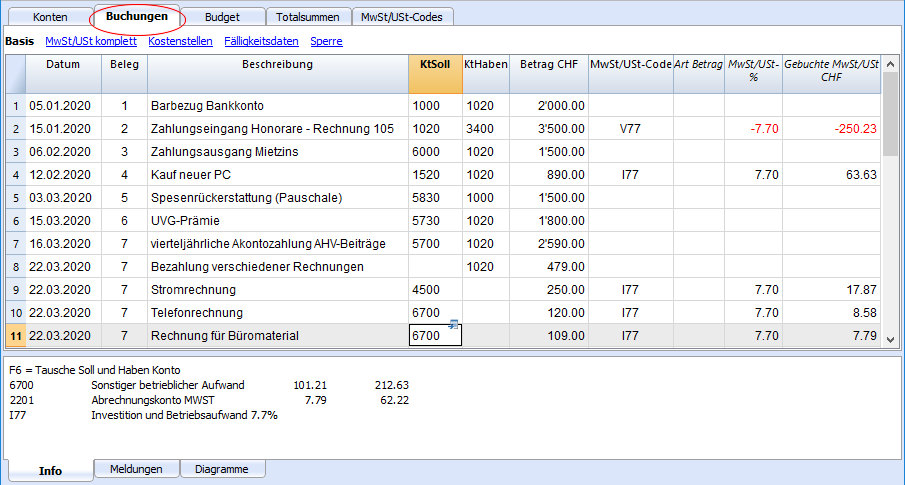 Konten Buchungen Budget Totalsummen MwSt/USt-Codes
Basis MwSt/USt komplett Kostenstellen Fälligkeitsdaten Sperre
Datum Beleg Beschreibung KtSoll KtHaben Betrag CHF MwSt/USt-Code Art Betrag MwSt/USt-% Gebuchte MwSt/USt CHF
1 05.01.2020 1 Barbezug Bankkonto 1000 1020 2'000.00
2 15.01.2020 2 Zahlungseingang Honorare - Rechnung 105 1020 3400 3'500.00 V77 -7.70 -250.23
3 06.02.2020 3 Zahlungsausgang Mietzins 6000 1020 1'500.00
4 12.02.2020 4 Kauf neuer PC 1520 1020 890.00 I77 7.70 63.63
5 03.03.2020 5 Spesenrückerstattung (Pauschale) 5830 1000 1'500.00
6 15.03.2020 6 UVG-Prämie 5730 1020 1'800.00
7 16.03.2020 7 vierteljährliche Akontozahlung AHV-Beiträge 5700 1020 2'590.00
8 22.03.2020 7 Bezahlung verschiedener Rechnungen 1020 479.00
9 22.03.2020 7 Stromrechnung 4500 250.00 I77 7.70 17.87
10 22.03.2020 7 Telefonrechnung 6700 120.00 I77 7.70 8.58
11 22.03.2020 7 Rechnung für Büromaterial 6700 109.00 I77 7.70 7.79
F6 = Tausche Soll und Haben Konto
6700 Sonstiger betrieblicher Aufwand 101.21 212.63
2201 Abrechnungskonto MWST 7.79 62.22
I77 Investition und Betriebsaufwand 7.7%
Info Meldungen Diagramme